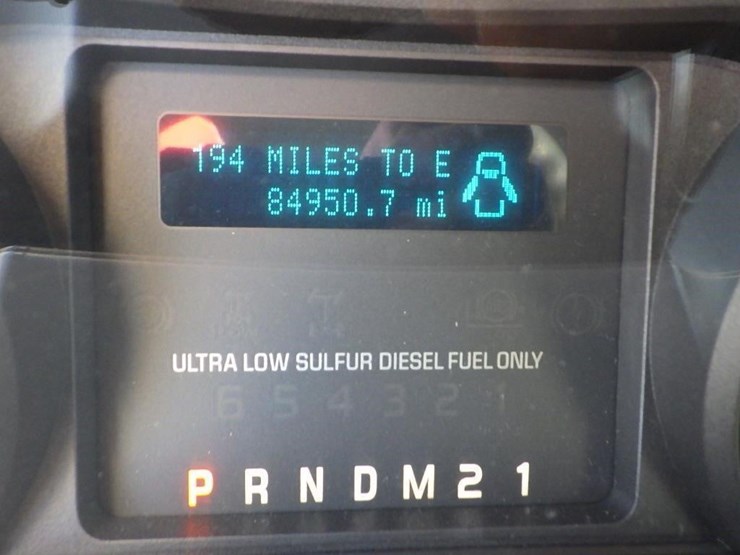 194 MILES TO E
84950.7 mi
ULTRA LOW SULFUR DIESEL FUEL ONLY
6 5 4 3 2 1
P R N D M 2 1